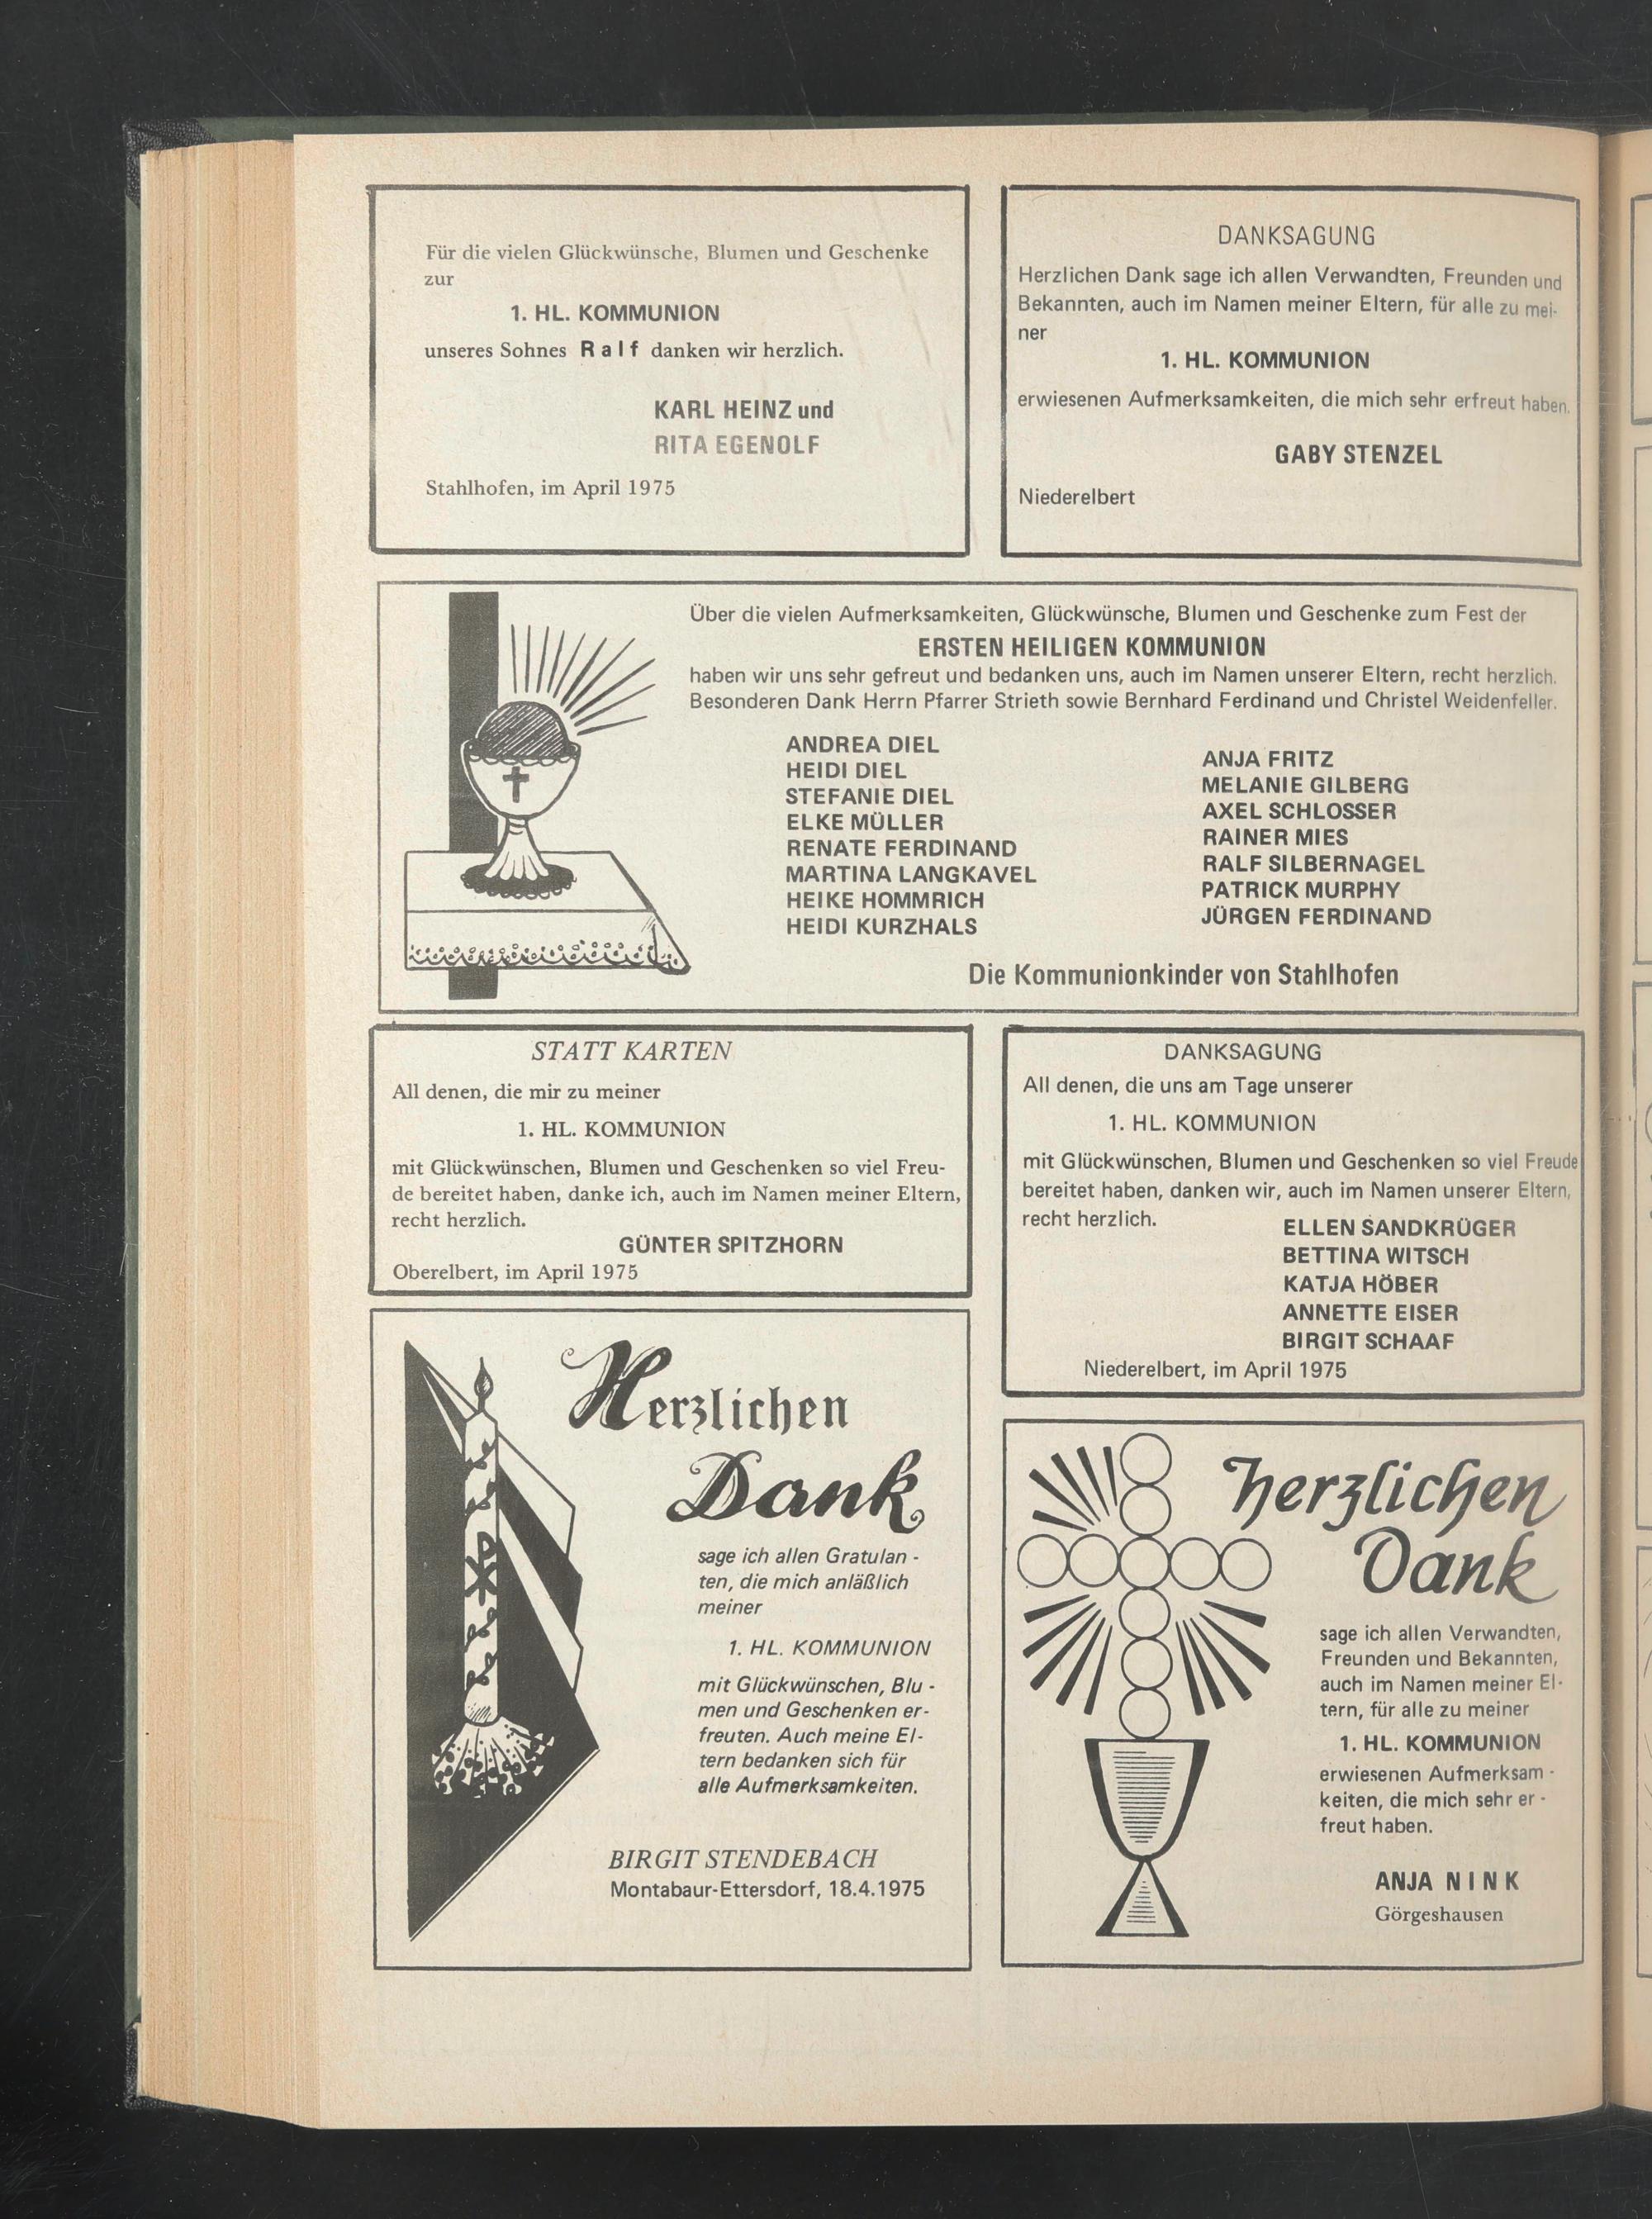 Für die vielen Glückwünsche, Blumen und Geschenke
zur
1. HL. KOMMUNION
unseres Sohnes Ralf danken wir herzlich.
KARL HEINZ und
RITA EGENOLF
Stahlhofen, im April 1975
DANKSAGUNG
Herzlichen Dank sage ich allen Verwandten, Freunden und
Bekannten, auch im Namen meiner Eltern, für alle zu mei-
ner
1. HL. KOMMUNION
erwiesenen Aufmerksamkeiten, die mich sehr erfreut haben.
GABY STENZEL
Niederelbert
Über die vielen Aufmerksamkeiten, Glückwünsche, Blumen und Geschenke zum Fest der
ERSTEN HEILIGEN KOMMUNION
haben wir uns sehr gefreut und bedanken uns, auch im Namen unserer Eltern, recht herzlich.
Besonderen Dank Herrn Pfarrer Strieth sowie Bernhard Ferdinand und Christel Weidenfeller.
ANDREA DIEL
HEIDI DIEL
STEFANIE DIEL
ELKE MÜLLER
RENATE FERDINAND
MARTINA LANGKAVEL
HEIKE HOMMRICH
HEIDI KURZHALS
ANJA FRITZ
MELANIE GILBERG
AXEL SCHLOSSER
RAINER MIES
RALF SILBERNAGEL
PATRICK MURPHY
JÜRGEN FERDINAND
Die Kommunionkinder von Stahlhofen
STATT KARTEN
All denen, die mir zu meiner
1. HL. KOMMUNION
mit Glückwünschen, Blumen und Geschenken so viel Freu-
de bereitet haben, danke ich, auch im Namen meiner Eltern,
recht herzlich.
GÜNTER SPITZHORN
Oberelbert, im April 1975
DANKSAGUNG
All denen, die uns am Tage unserer
1. HL. KOMMUNION
mit Glückwünschen, Blumen und Geschenken so viel Freude
bereitet haben, danken wir, auch im Namen unserer Eltern,
recht herzlich.
ELLEN SANDKRÜGER
BETTINA WITSCH
KATJA HÖBER
ANNETTE EISER
BIRGIT SCHAAF
Niederelbert, im April 1975
Herzlichen
Dank
sage ich allen Gratulan -
ten, die mich anläßlich
meiner
1. HL. KOMMUNION
mit Glückwünschen, Blu -
men und Geschenken er-
freuten. Auch meine El-
tern bedanken sich für
alle Aufmerksamkeiten.
BIRGIT STENDEBACH
Montabaur-Ettersdorf, 18.4.1975
herzlichen
Dank
sage ich allen Verwandten,
Freunden und Bekannten,
auch im Namen meiner El-
tern, für alle zu meiner
1. HL. KOMMUNION
erwiesenen Aufmerksam -
keiten, die mich sehr er -
freut haben.
ANJA NINK
Görgeshausen